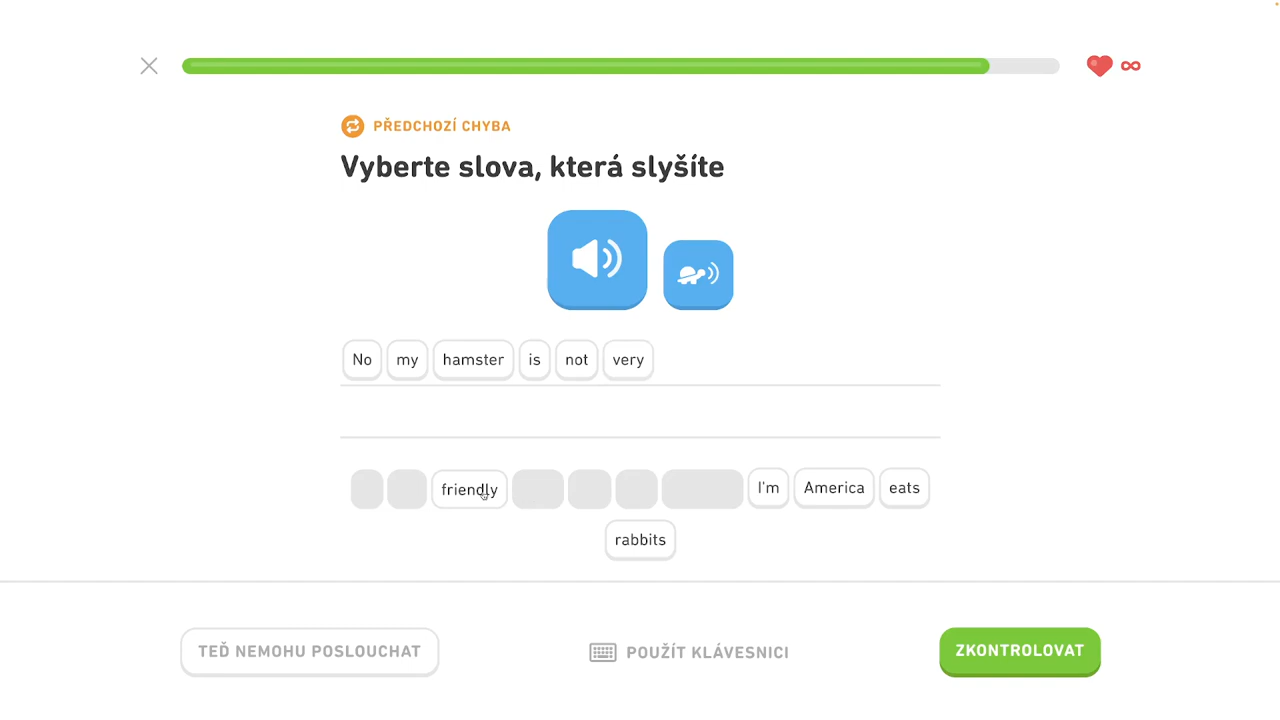 PŘEDCHOZÍ CHYBA
Vyberte slova, která slyšíte
No my hamster is not very
friendly I'm America eats
rabbits
TEĎ NEMOHU POSLOUCHAT POUŽÍT KLÁVESNICI ZKONTROLOVAT